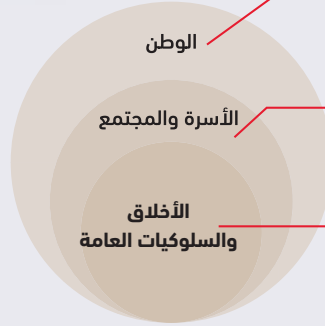 الوطن
الأسرة والمجتمع
الأخلاق
والسلوكيات العامة